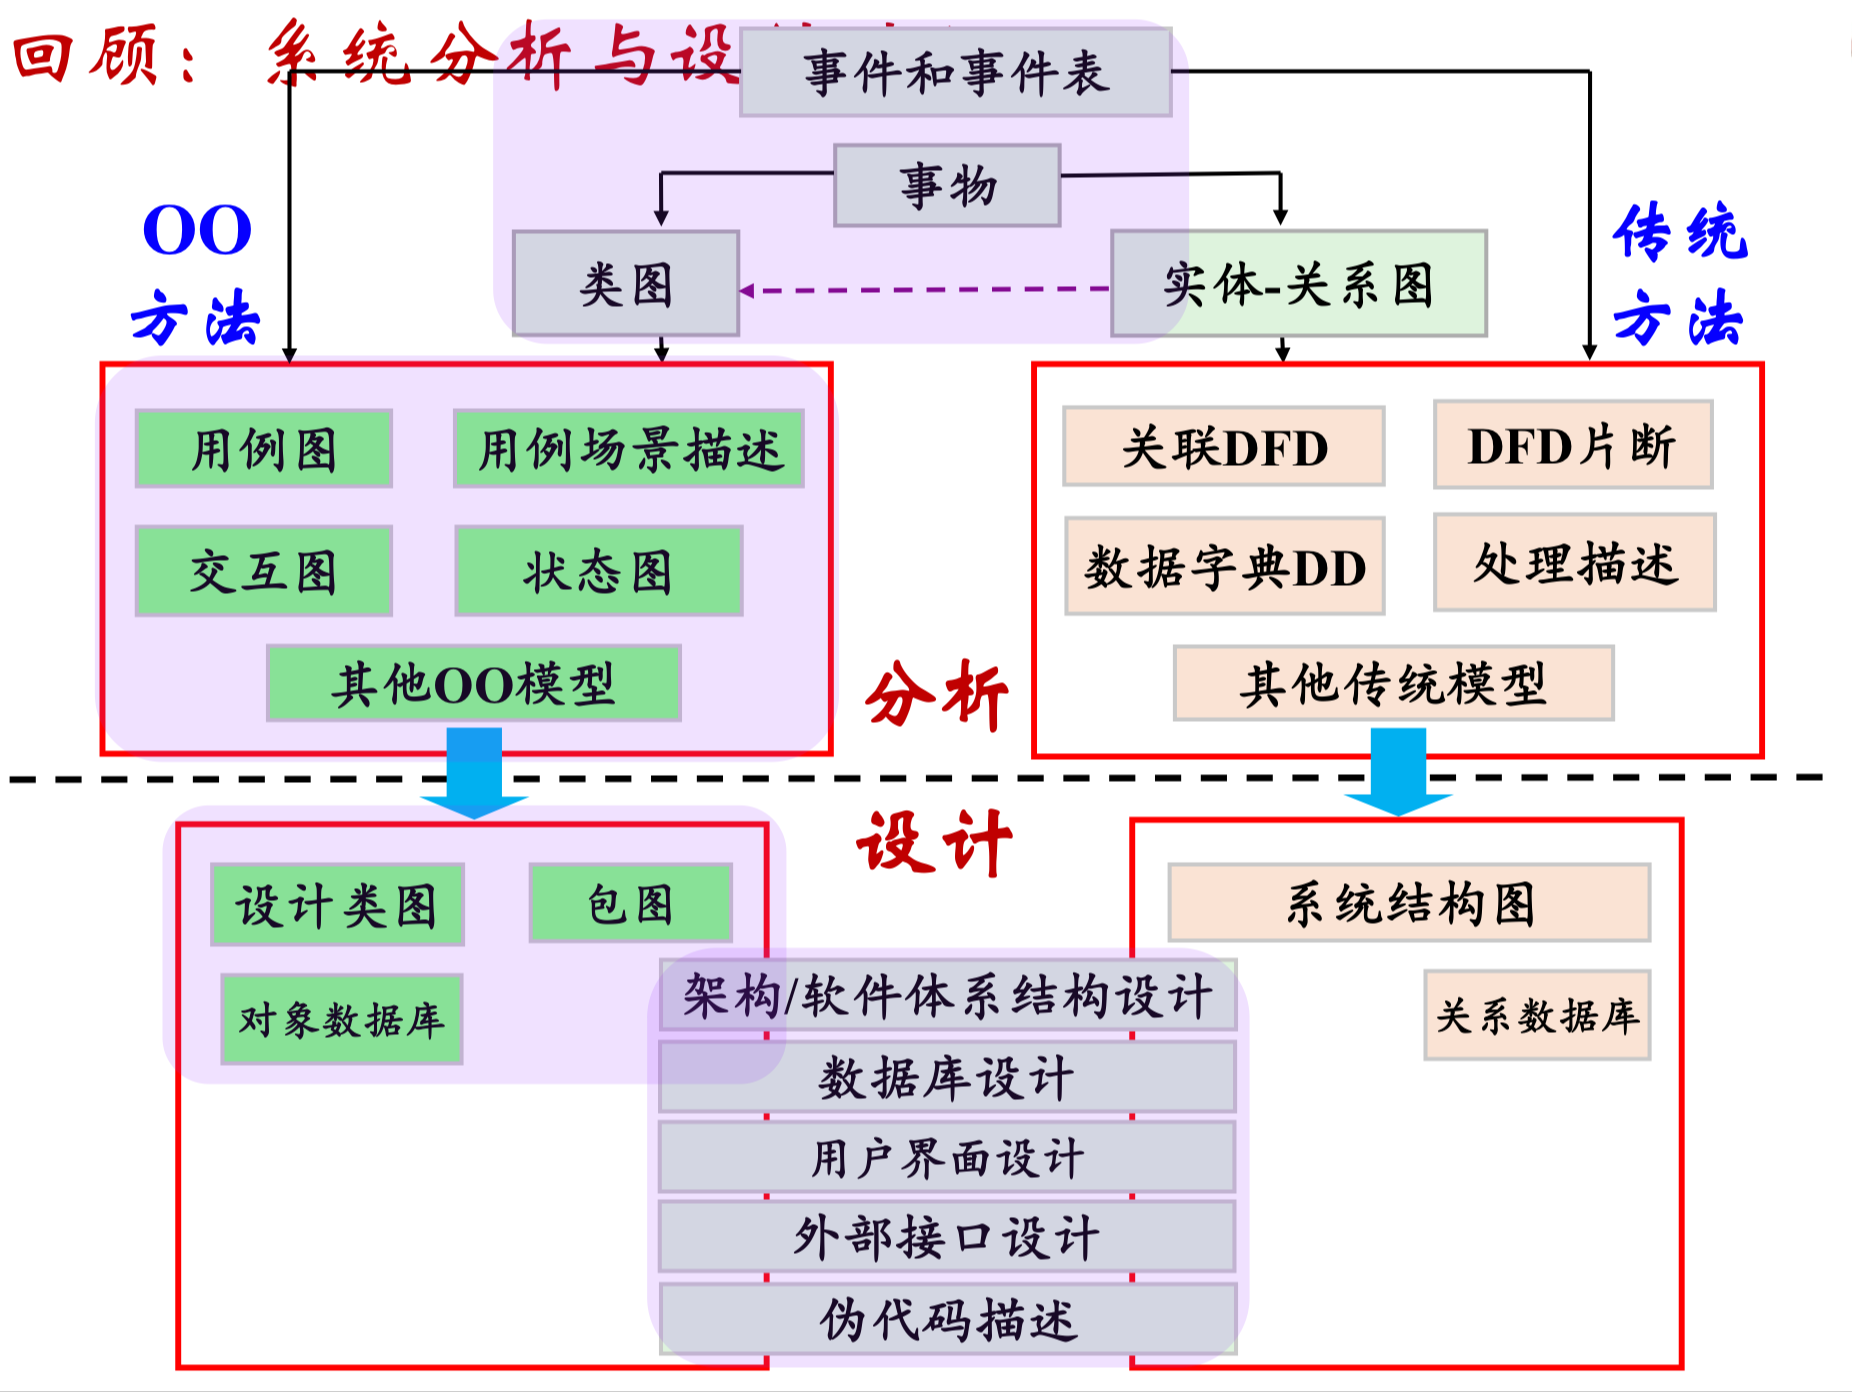 回顾：系统分析与设
事件和事件表
事物
OO
方法
传统
方法
类图
实体-关系图
用例图
用例场景描述
交互图
状态图
其他OO模型
关联DFD
DFD片断
数据字典DD
处理描述
其他传统模型
分析
设计
设计类图
包图
对象数据库
系统结构图
关系数据库
架构/软件体系结构设计
数据库设计
用户界面设计
外部接口设计
伪代码描述